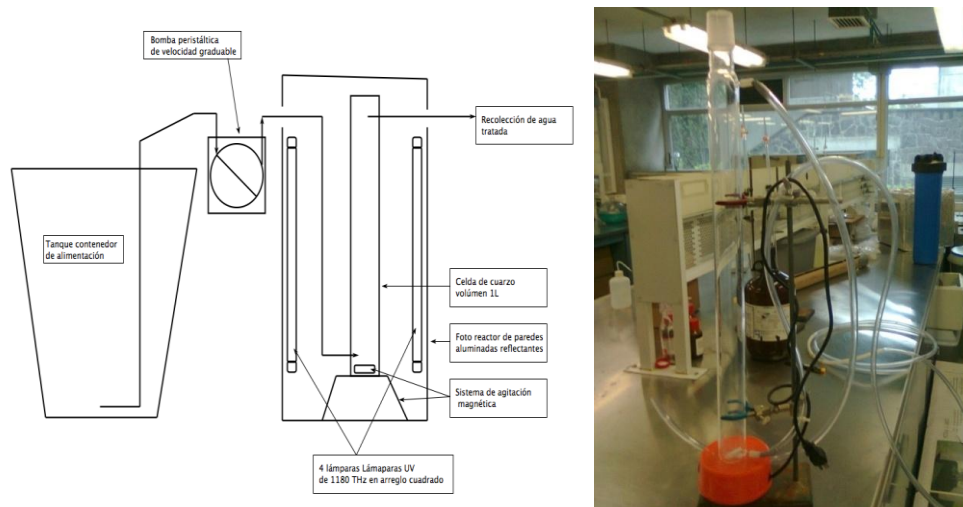 Bomba peristáltica
de velocidad graduable
Recolección de agua
tratada
Tanque contenedor
de alimentación
Celda de cuarzo
volúmen 1L
Foto reactor de paredes
aluminadas reflectantes
Sistema de agitación
magnética
4 lámparas Lámaparas UV
de 1180 THz en arreglo cuadrado